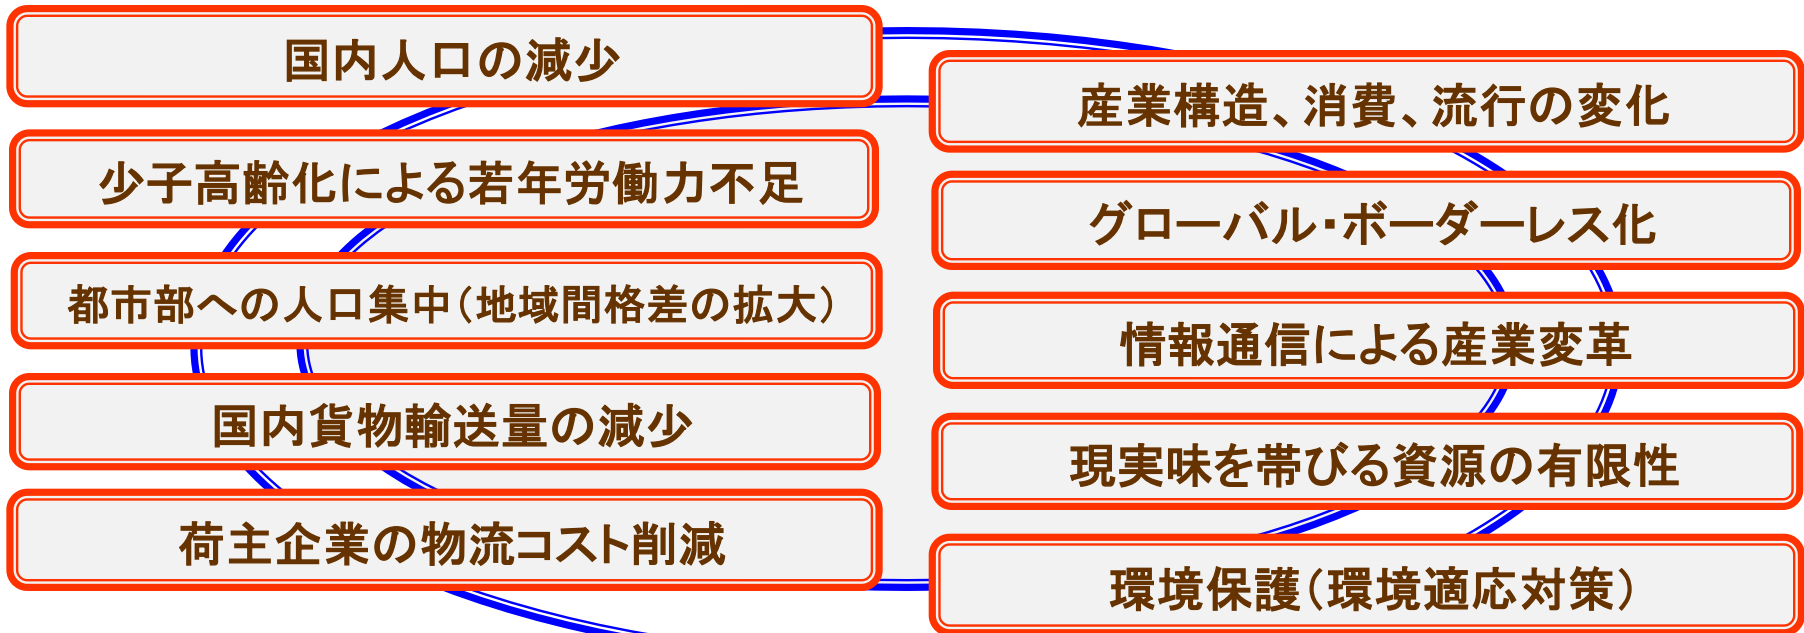 国内人口の減少
少子高齢化による若年労働力不足
都市部への人口集中（地域間格差の拡大）
国内貨物輸送量の減少
荷主企業の物流コスト削減
産業構造、消費、流行の変化
グローバル・ボーダーレス化
情報通信による産業変革
現実味を帯びる資源の有限性
環境保護（環境適応対策）